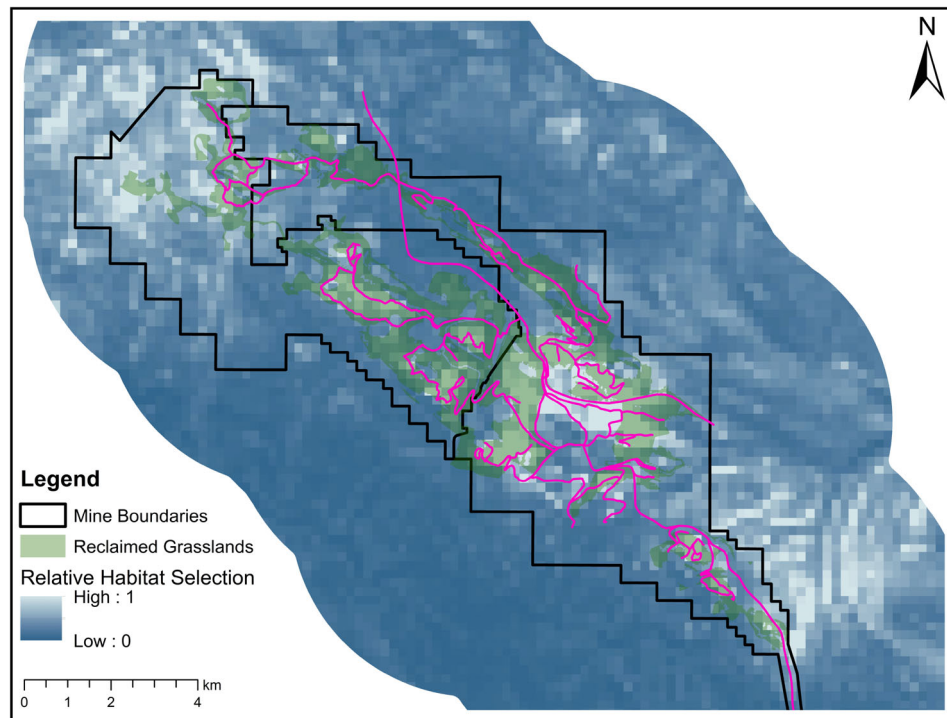 N
Legend
Mine Boundaries
Reclaimed Grasslands
Relative Habitat Selection
High : 1
Low : 0
km
0 1 2 4